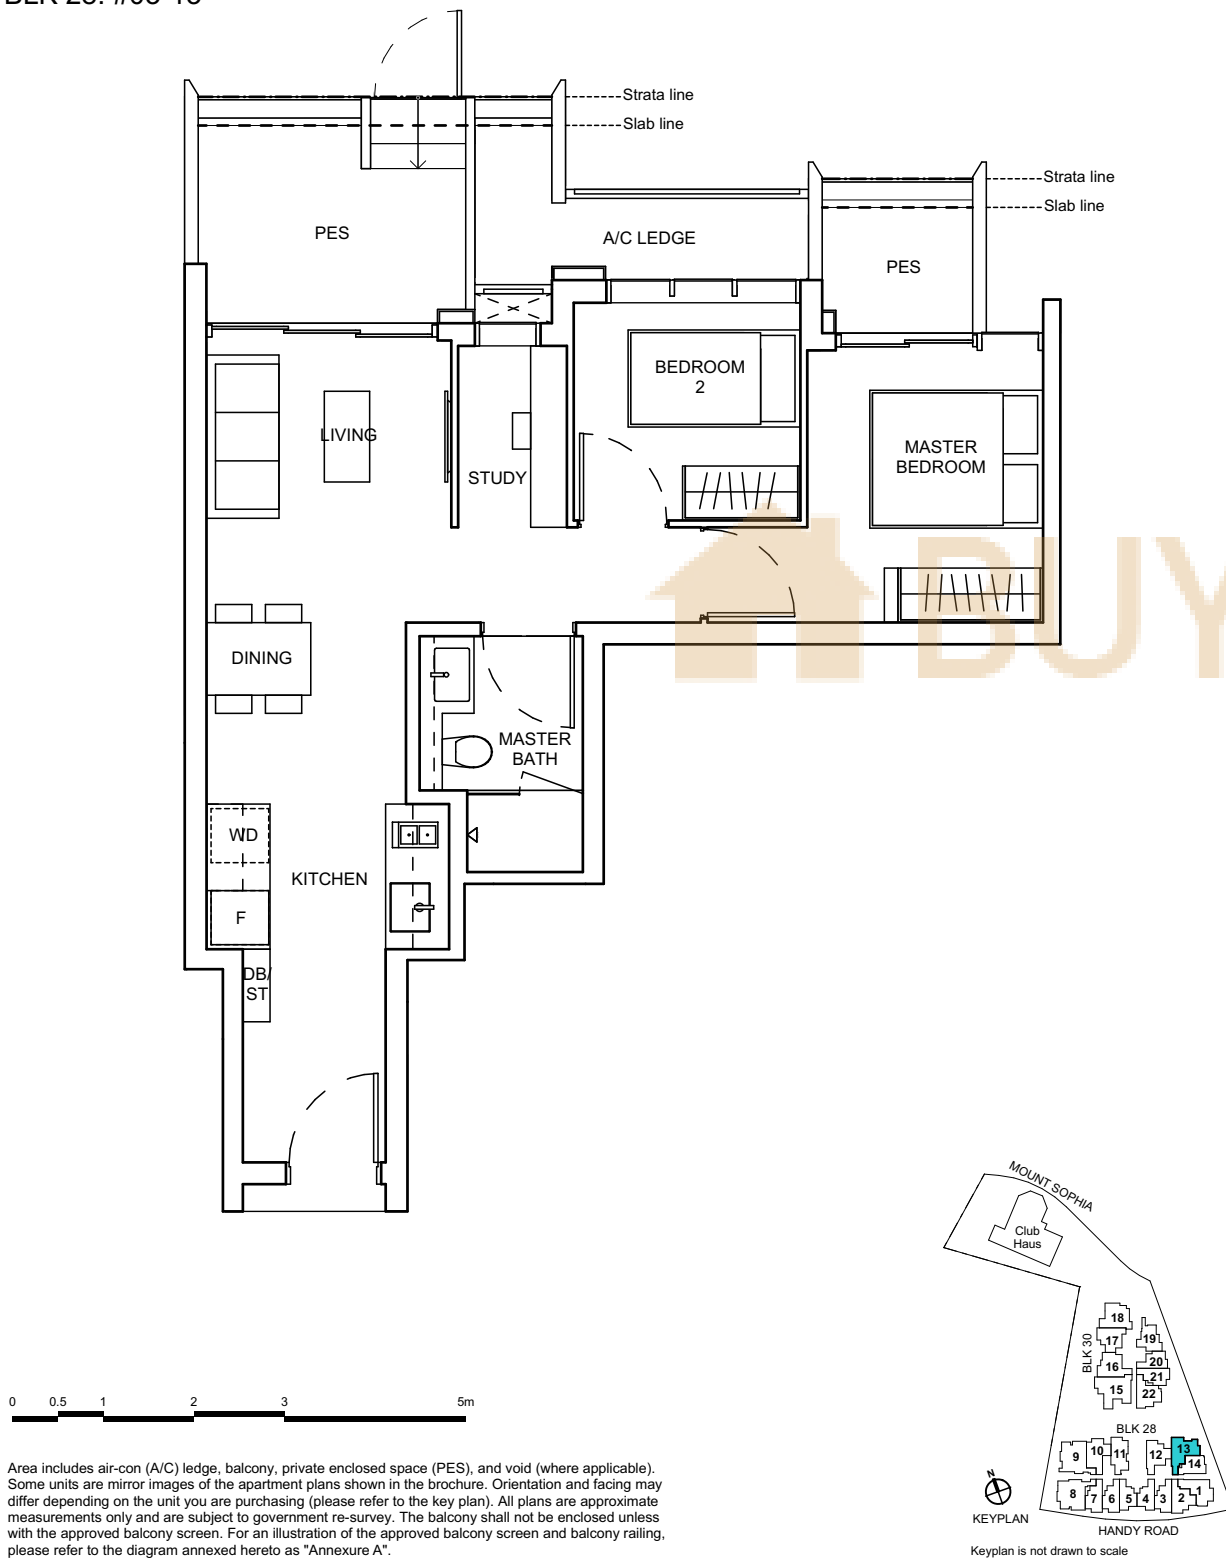 Strata line
Slab line
Strata line
Slab line
PES
A/C LEDGE
PES
BEDROOM
2
LIVING
STUDY
MASTER
BEDROOM
BUY
DINING
MASTER
BATH
WD
KITCHEN
F
DB/
ST
MOUNT SOPHIA
Club
Haus
18
17
19
BLK 30
16
20
21
15
22
BLK 28
9
10
11
12
13
14
8
7
6
5
4
3
2
1
N
KEYPLAN
HANDY ROAD
Keyplan is not drawn to scale
0 0.5 1 2 3 5m
Area includes air-con (A/C) ledge, balcony, private enclosed space (PES), and void (where applicable).
Some units are mirror images of the apartment plans shown in the brochure. Orientation and facing may
differ depending on the unit you are purchasing (please refer to the key plan). All plans are approximate
measurements only and are subject to government re-survey. The balcony shall not be enclosed unless
with the approved balcony screen. For an illustration of the approved balcony screen and balcony railing,
please refer to the diagram annexed hereto as "Annexure A".